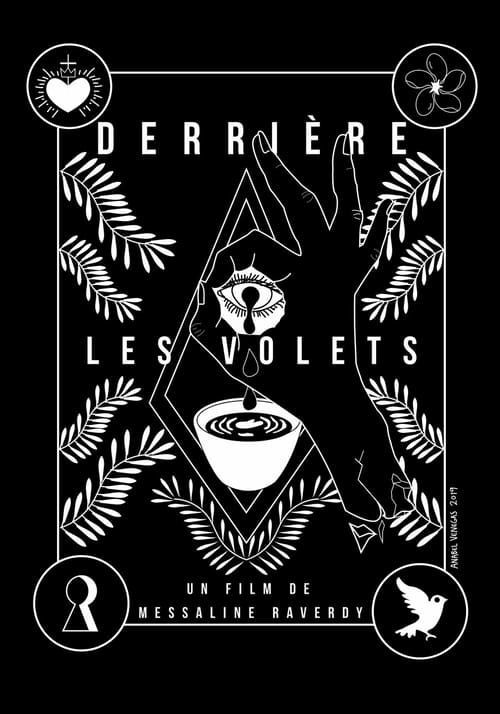 DERRIÈRE
LES VOLETS
UN FILM DE
MESSALINE RAVERDY
ANABEL VENEGAS 2019